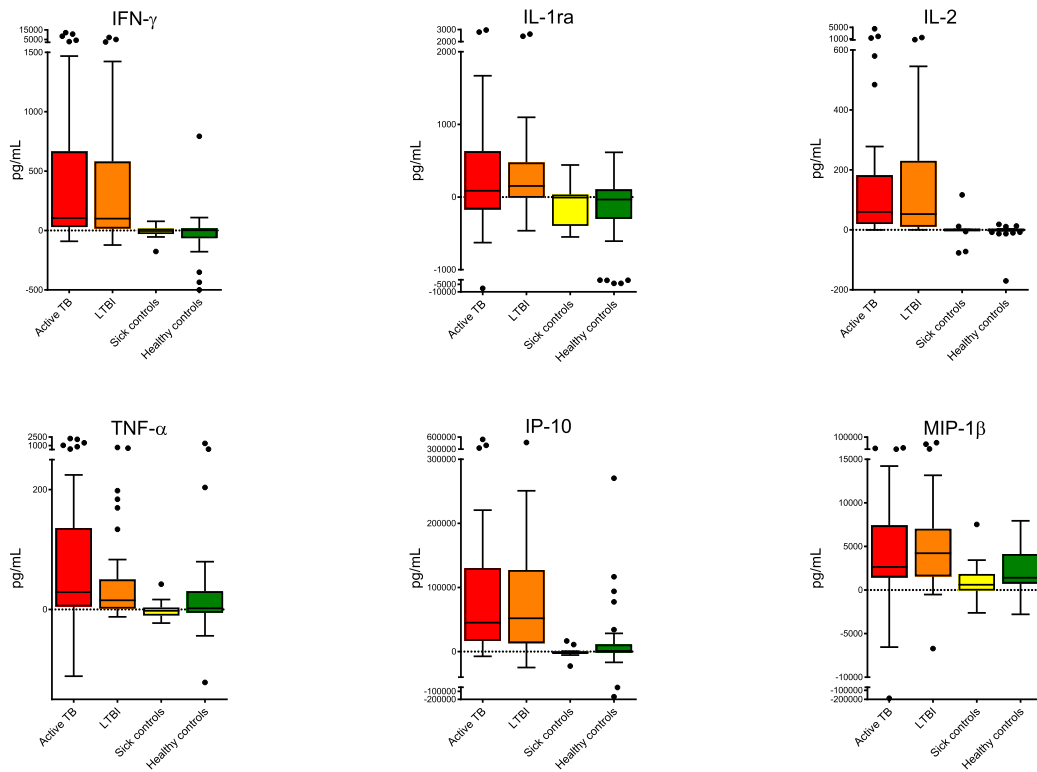 IFN-γ
15000
5000
1500
1000
500
0
-500
pg/mL
Active TB
LTBI
Sick controls
Healthy controls
IL-1ra
3000
2000
1000
0
-1000
-5000
-10000
pg/mL
Active TB
LTBI
Sick controls
Healthy controls
IL-2
5000
1000
600
400
200
0
-200
pg/mL
Active TB
LTBI
Sick controls
Healthy controls
TNF-α
2500
1000
200
0
pg/mL
Active TB
LTBI
Sick controls
Healthy controls
IP-10
600000
300000
300000
200000
100000
0
-100000
-200000
pg/mL
Active TB
LTBI
Sick controls
Healthy controls
MIP-1β
100000
15000
10000
5000
0
-5000
-10000
-200000
pg/mL
Active TB
LTBI
Sick controls
Healthy controls